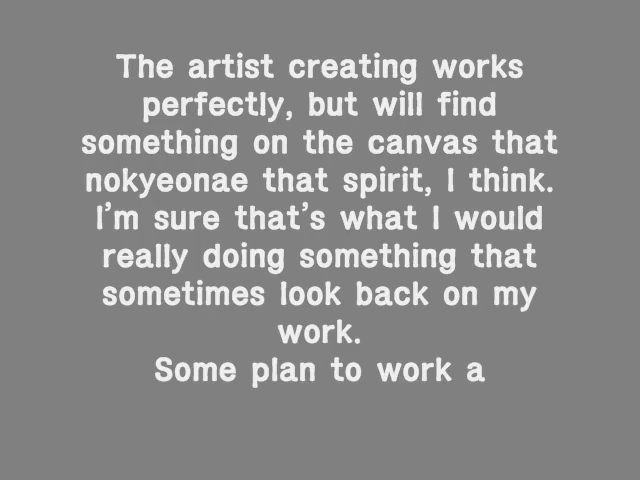 The artist creating works
perfectly, but will find
something on the canvas that
nokyeonae that spirit, I think.
I’m sure that’s what I would
really doing something that
sometimes look back on my
work.
Some plan to work a